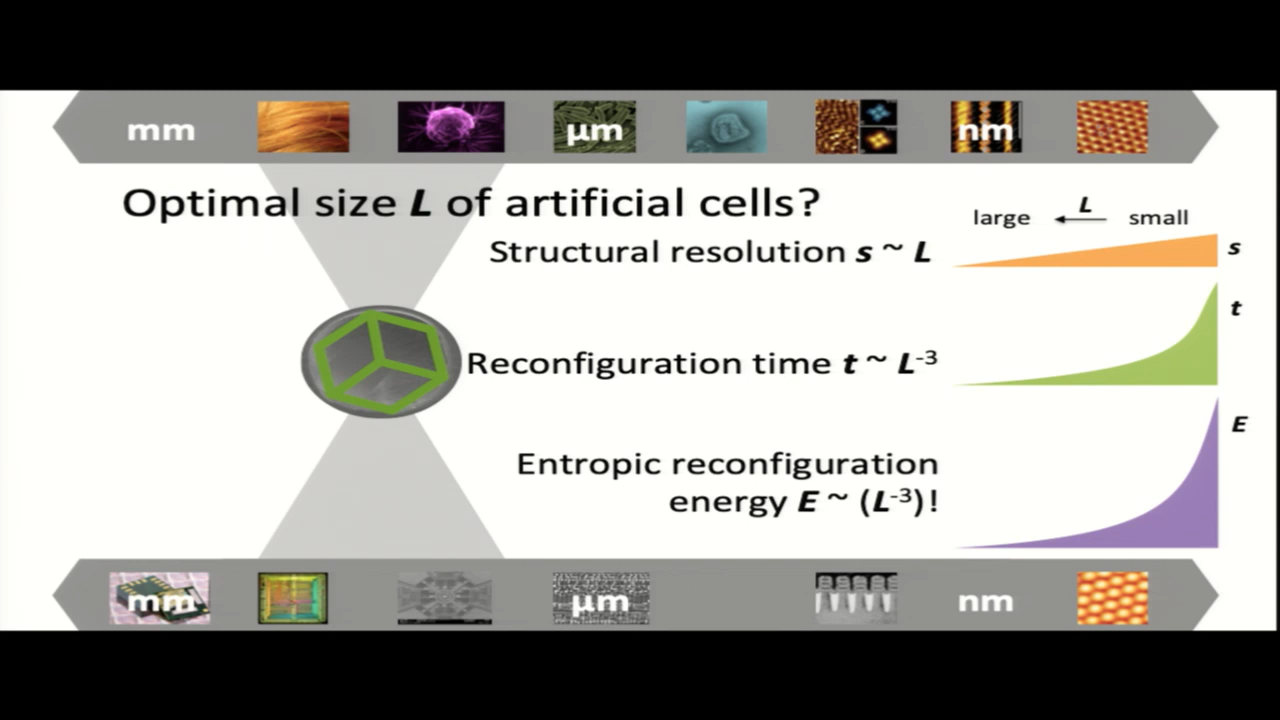 mm
μm
nm
Optimal size L of artificial cells?
large
L
small
Structural resolution s ~ L
s
t
Reconfiguration time t ~ L-3
E
Entropic reconfiguration
energy E ~ (L-3)!
mm
μm
nm